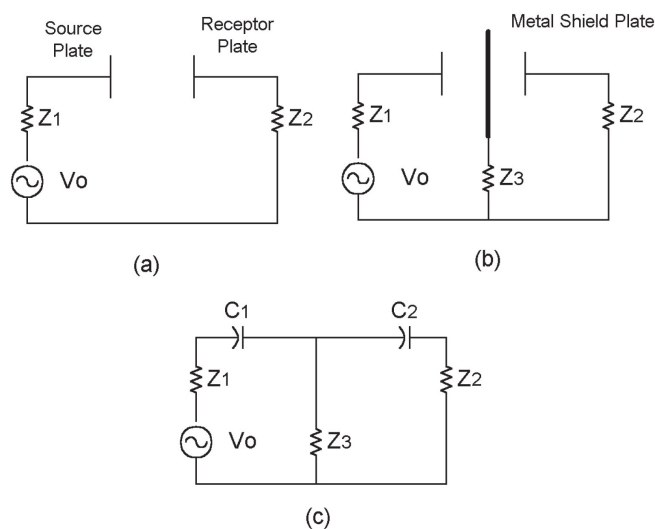 Source
Plate
Receptor
Plate
Z1
Z2
Vo
(a)
Metal Shield Plate
Z1
Z2
Vo
Z3
(b)
C1
C2
Z1
Z2
Vo
Z3
(c)